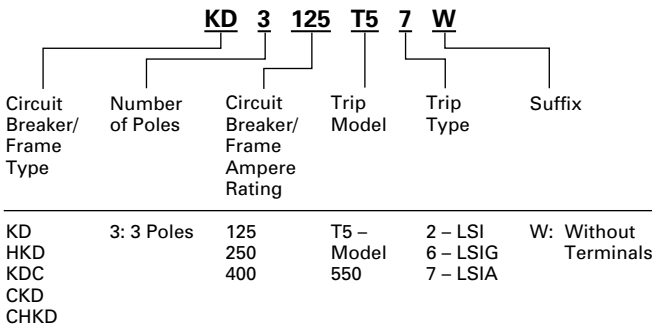 KD 3 125 T5 7 W
Circuit Breaker/ Frame Type
Number of Poles
Circuit Breaker/ Frame Ampere Rating
Trip Model
Trip Type
Suffix
KD 3: 3 Poles 125 T5 – 2 – LSI W: Without
HKD 250 Model 6 – LSIG Terminals
KDC 400 550 7 – LSIA
CKD
CHKD